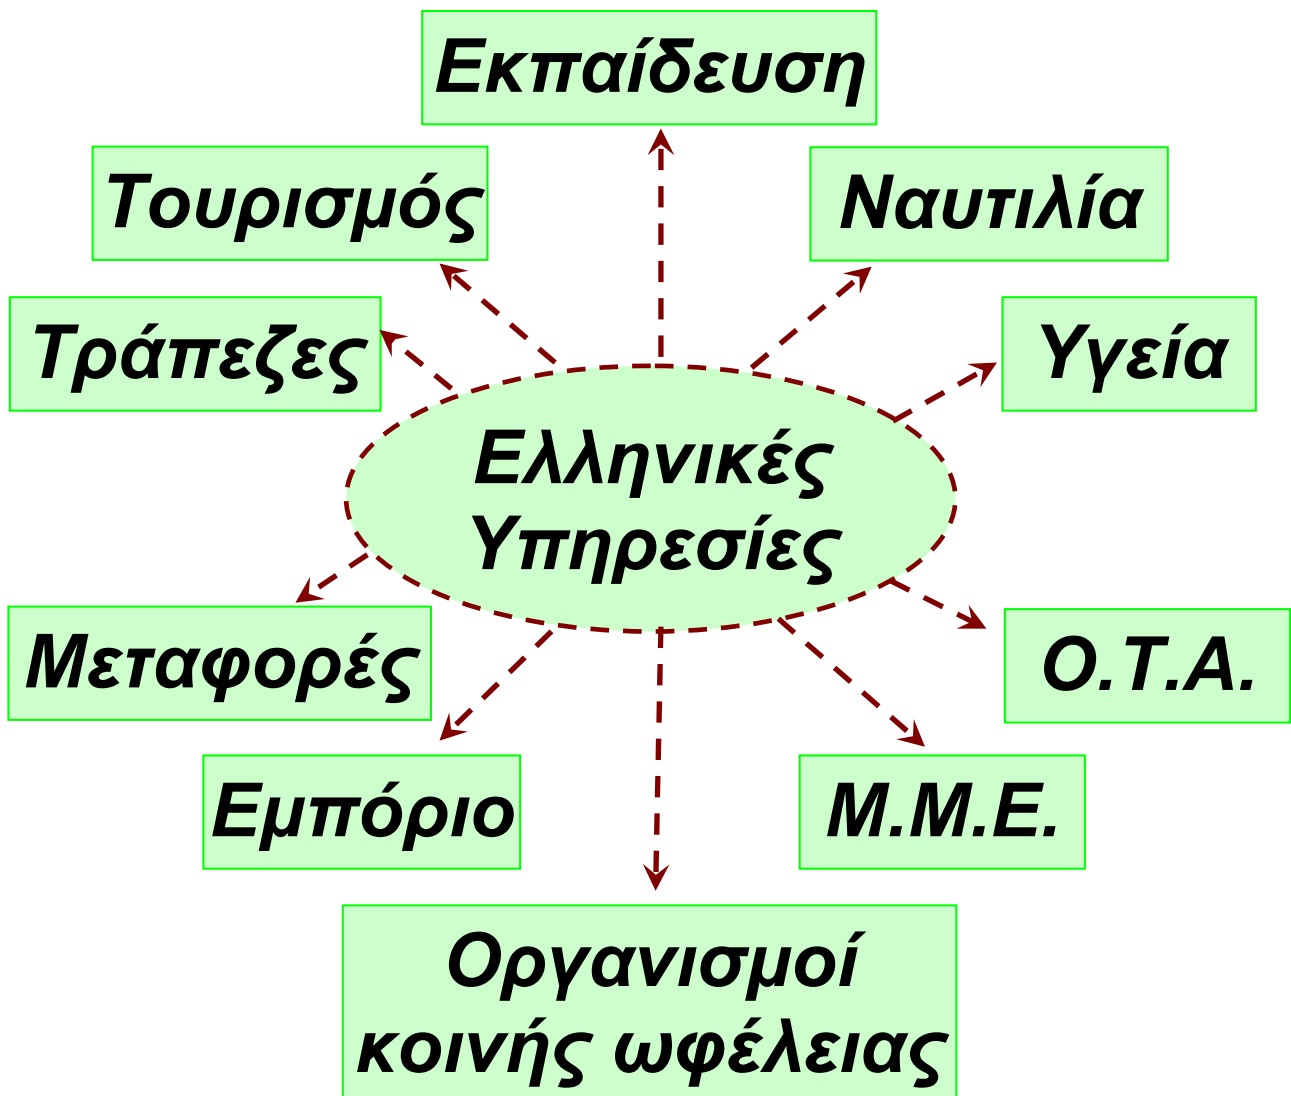 Εκπαίδευση
Τουρισμός
Ναυτιλία
Τράπεζες
Υγεία
Ελληνικές
Υπηρεσίες
Μεταφορές
Ο.Τ.Α.
Εμπόριο
Μ.Μ.Ε.
Οργανισμοί
κοινής ωφέλειας